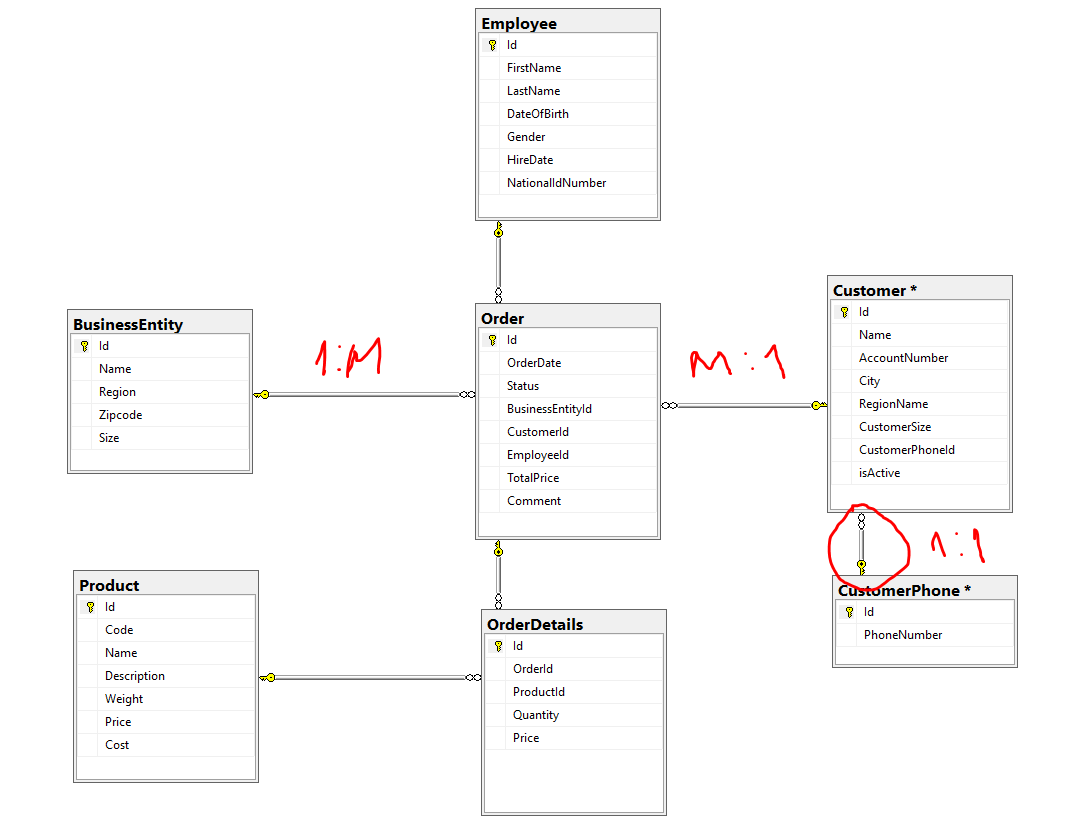 Employee
Id
FirstName
LastName
DateOfBirth
Gender
HireDate
NationalIdNumber
BusinessEntity
Id
Name
Region
Zipcode
Size
1:M
Order
Id
OrderDate
Status
BusinessEntityId
CustomerId
EmployeeId
TotalPrice
Comment
M:1
Customer *
Id
Name
AccountNumber
City
RegionName
CustomerSize
CustomerPhoneId
isActive
1:1
CustomerPhone *
Id
PhoneNumber
Product
Id
Code
Name
Description
Weight
Price
Cost
OrderDetails
Id
OrderId
ProductId
Quantity
Price